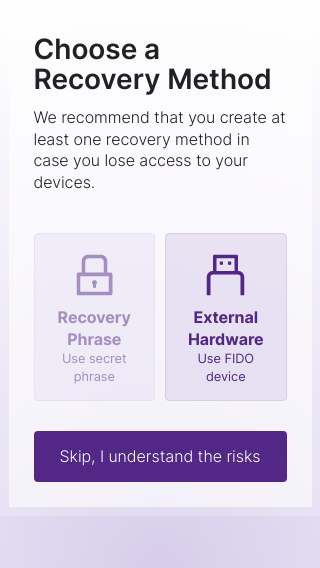 Choose a
Recovery Method
We recommend that you create at
least one recovery method in
case you lose access to your
devices.
Recovery
Phrase
Use secret
phrase
External
Hardware
Use FIDO
device
Skip, I understand the risks